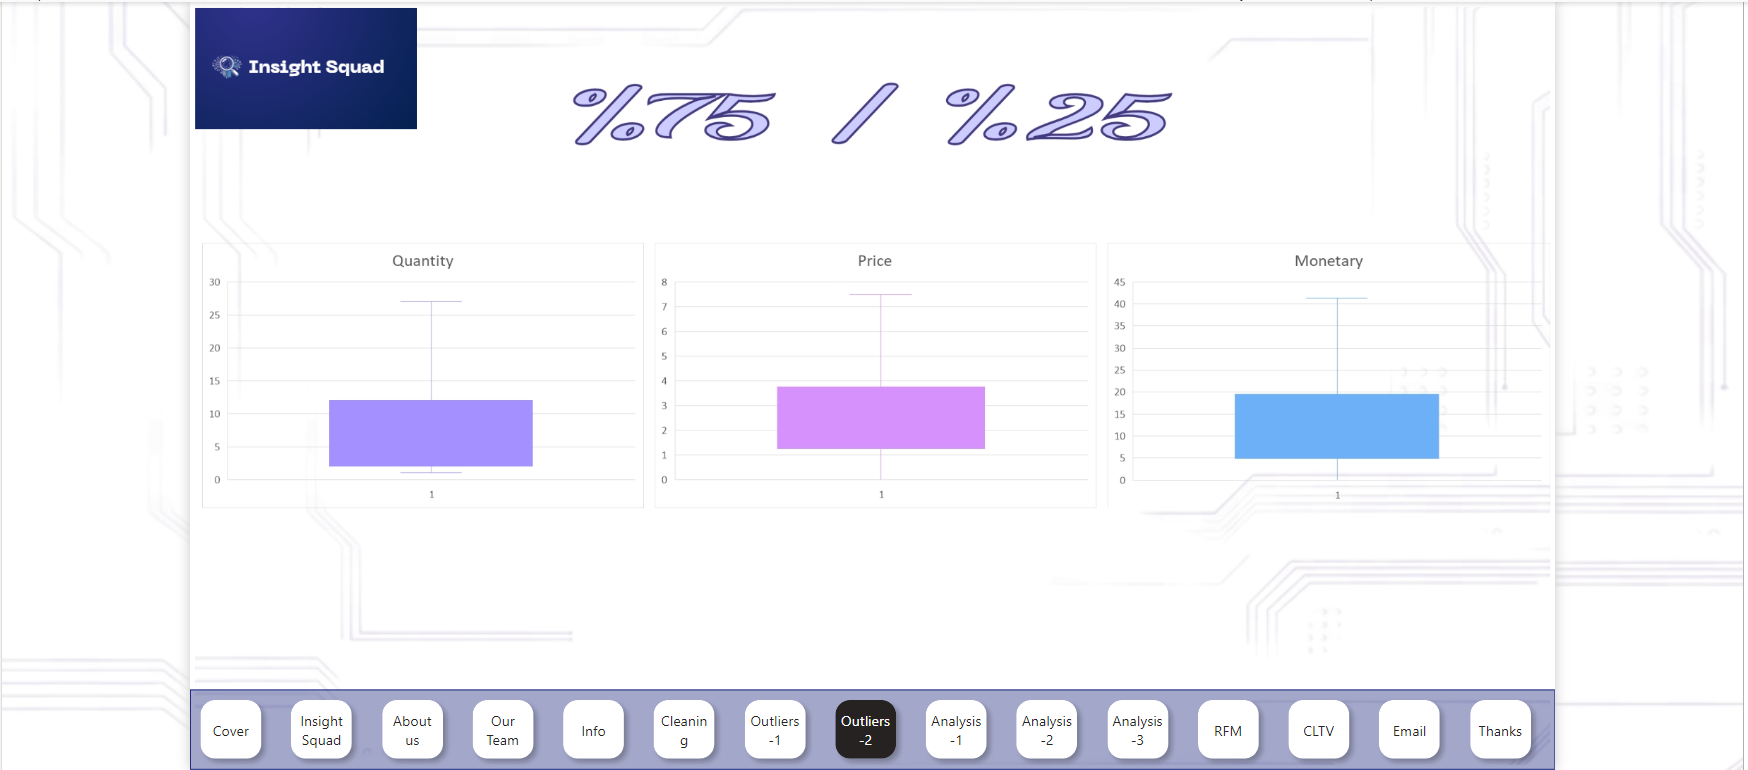 Insight Squad
%75 / %25
Quantity
30
25
20
15
10
5
0
1
Price
8
7
6
5
4
3
2
1
0
1
Monetary
45
40
35
30
25
20
15
10
5
0
1
Cover
Insight
Squad
About
us
Our
Team
Info
Cleanin
g
Outliers
-1
Outliers
-2
Analysis
-1
Analysis
-2
Analysis
-3
RFM
CLTV
Email
Thanks